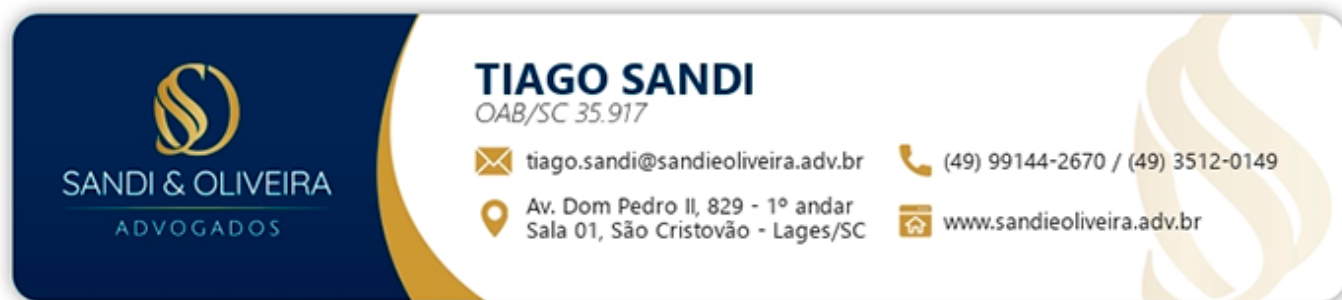 SANDI & OLIVEIRA
ADVOGADOS
TIAGO SANDI
OAB/SC 35.917
tiago.sandi@sandieoliveira.adv.br
Av. Dom Pedro II, 829 - 1º andar
Sala 01, São Cristovão - Lages/SC
(49) 99144-2670 / (49) 3512-0149
www.sandieoliveira.adv.br